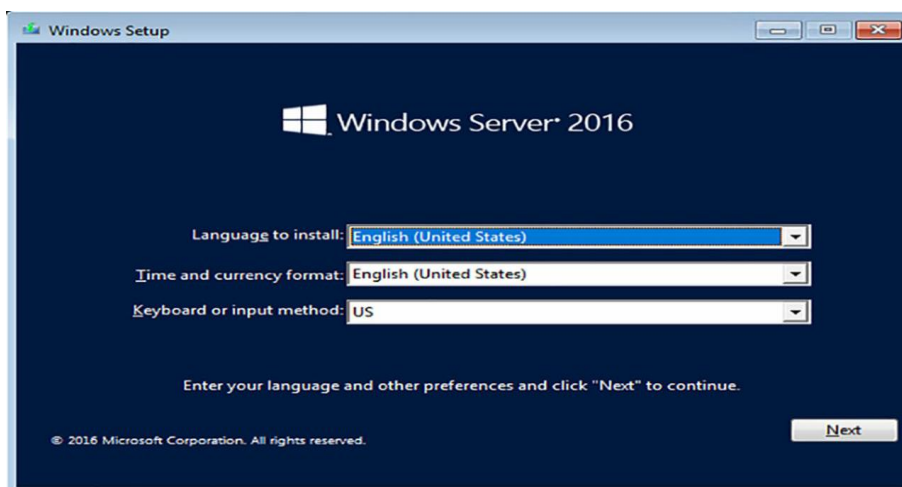 Windows Setup
Windows Server® 2016
Language to install: English (United States)
Time and currency format: English (United States)
Keyboard or input method: US
Enter your language and other preferences and click "Next" to continue.
Next
© 2016 Microsoft Corporation. All rights reserved.